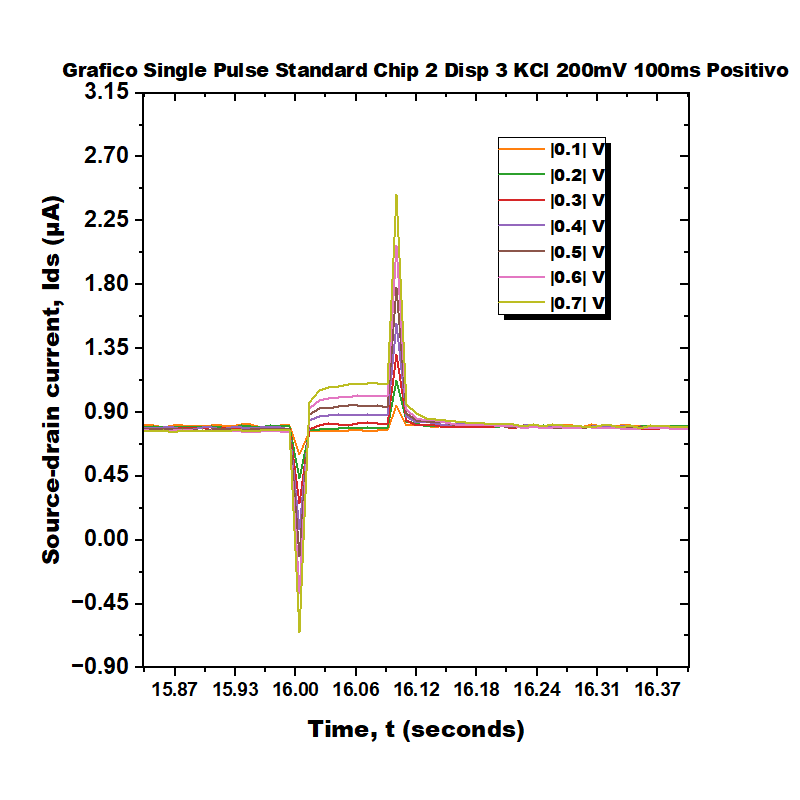 Grafico Single Pulse Standard Chip 2 Disp 3 KCl 200mV 100ms Positivo
3.15
2.70
2.25
1.80
1.35
0.90
0.45
0.00
−0.45
−0.90
Source-drain current, Ids (µA)
|0.1| V
|0.2| V
|0.3| V
|0.4| V
|0.5| V
|0.6| V
|0.7| V
15.87 15.93 16.00 16.06 16.12 16.18 16.24 16.31 16.37
Time, t (seconds)